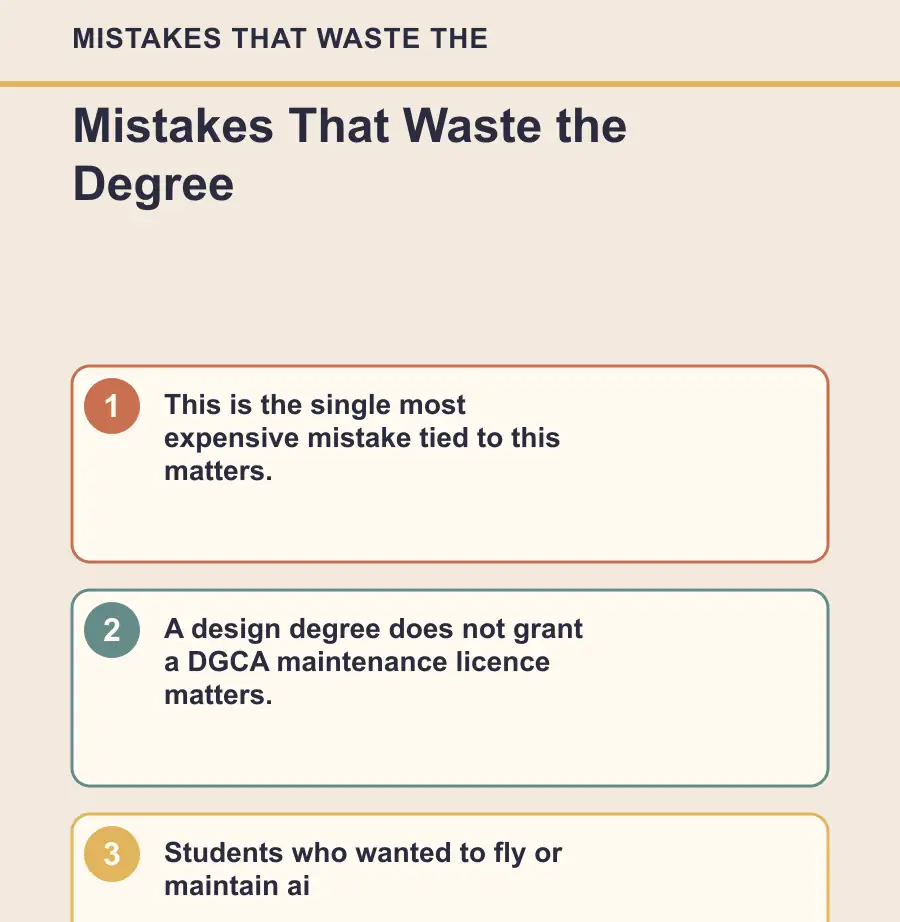 MISTAKES THAT WASTE THE
Mistakes That Waste the
Degree
1
This is the single most
expensive mistake tied to this
matters.
2
A design degree does not grant
a DGCA maintenance licence
matters.
3
Students who wanted to fly or
maintain ai